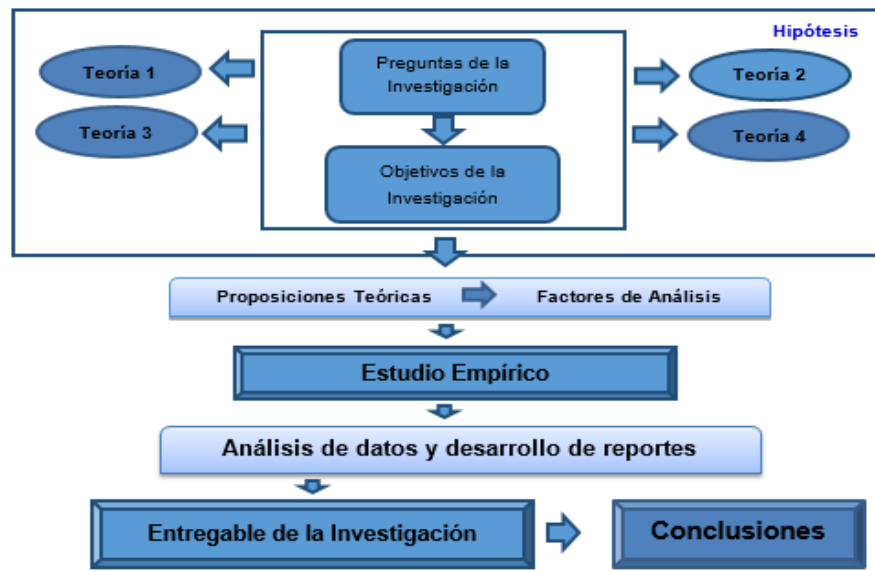 Hipótesis
Teoría 1
Preguntas de la
Investigación
Teoría 2
Teoría 3
Teoría 4
Objetivos de la
Investigación
Proposiciones Teóricas
Factores de Análisis
Estudio Empírico
Análisis de datos y desarrollo de reportes
Entregable de la Investigación
Conclusiones